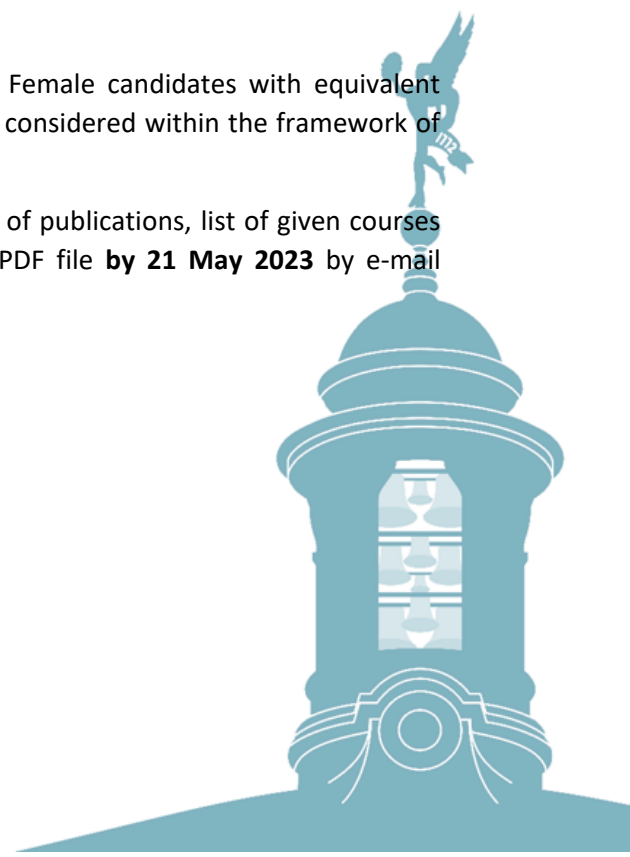 Female candidates with equivalent
considered within the framework of
of publications, list of given courses
PDF file by 21 May 2023 by e-mail